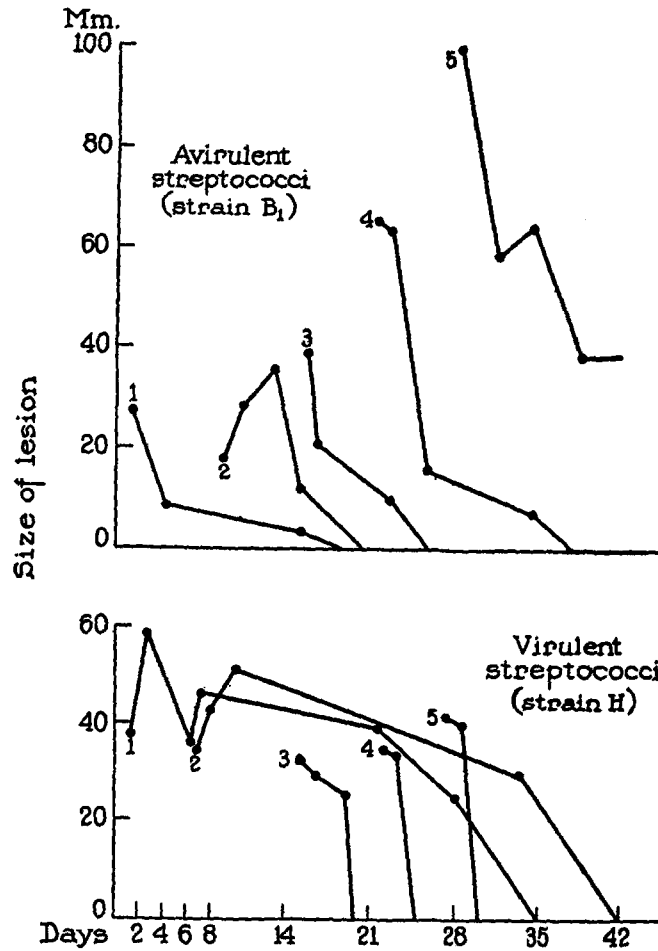 Mm.
100
80
60
40
20
0
Size of lesion
Avirulent
streptococci
(strain B₁)
1
2
3
4
5
60
40
20
0
Virulent
streptococci
(strain H)
1
2
3
4
5
Days 2 4 6 8 14 21 28 35 42